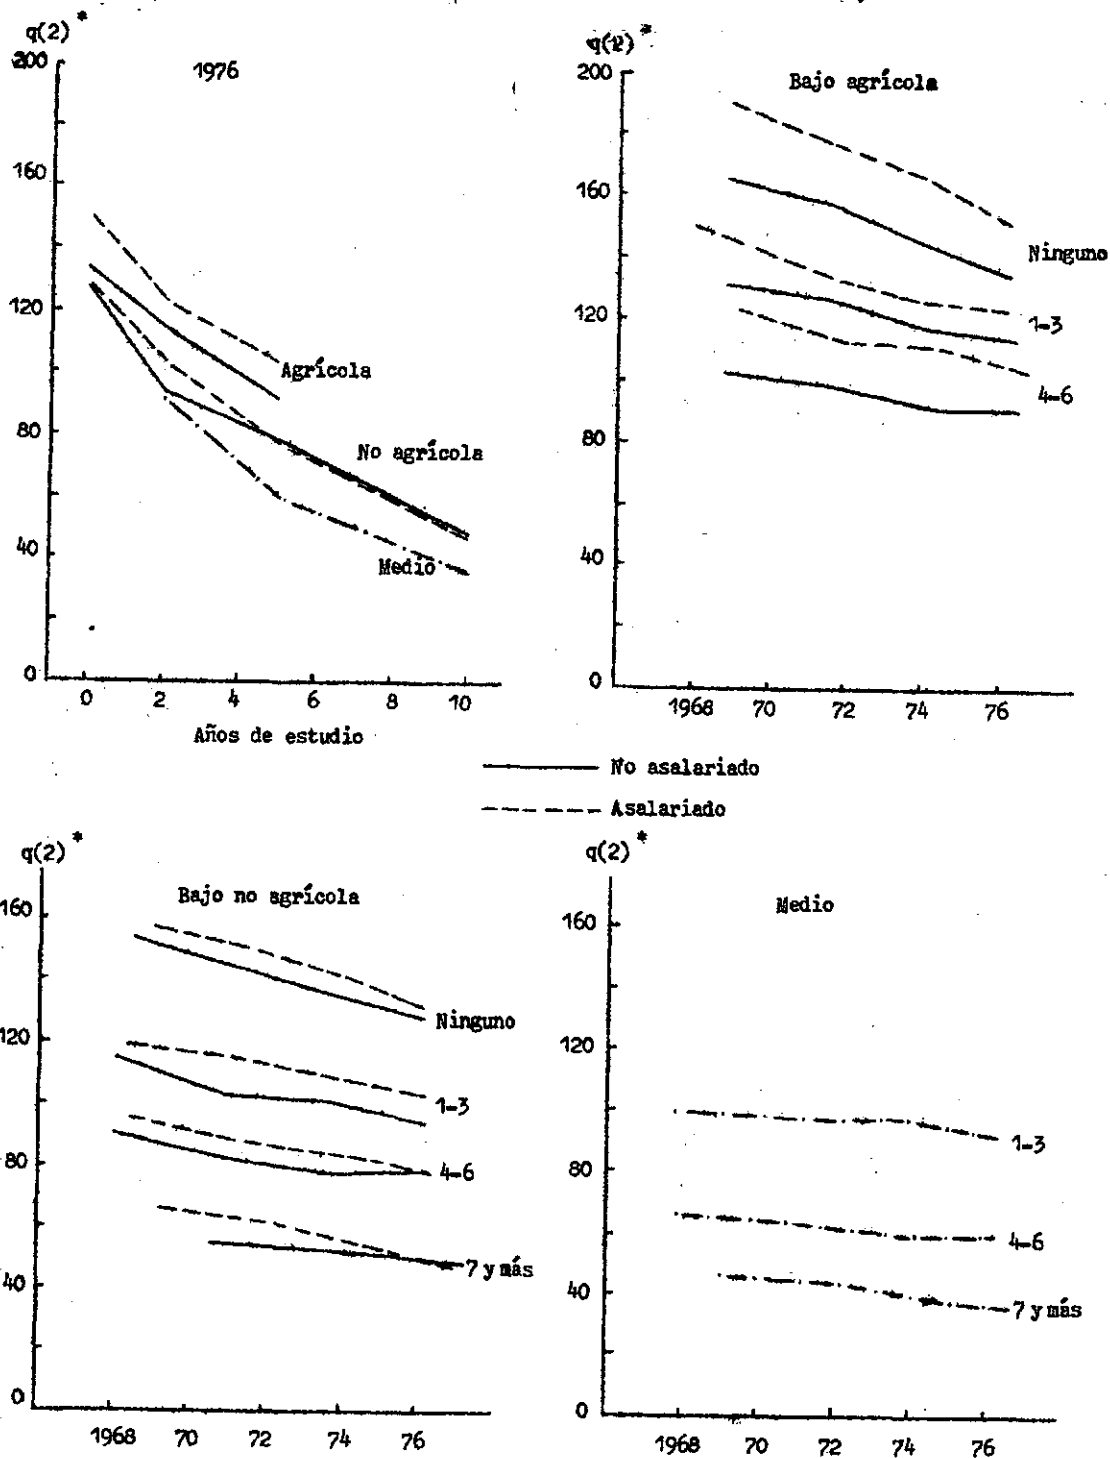 q(2)*
200
1976
160
120
Agrícola
80
No agrícola
40
Medio
0
0 2 4 6 8 10
Años de estudio
q(2)*
200
Bajo agrícola
160
Ninguno
120
1-3
4-6
80
40
0
1968 70 72 74 76
No asalariado
Asalariado
q(2)*
Bajo no agrícola
160
120
Ninguno
1-3
80
4-6
40
7 y más
0
1968 70 72 74 76
q(2)*
Medio
160
120
1-3
80
4-6
40
7 y más
0
1968 70 72 74 76